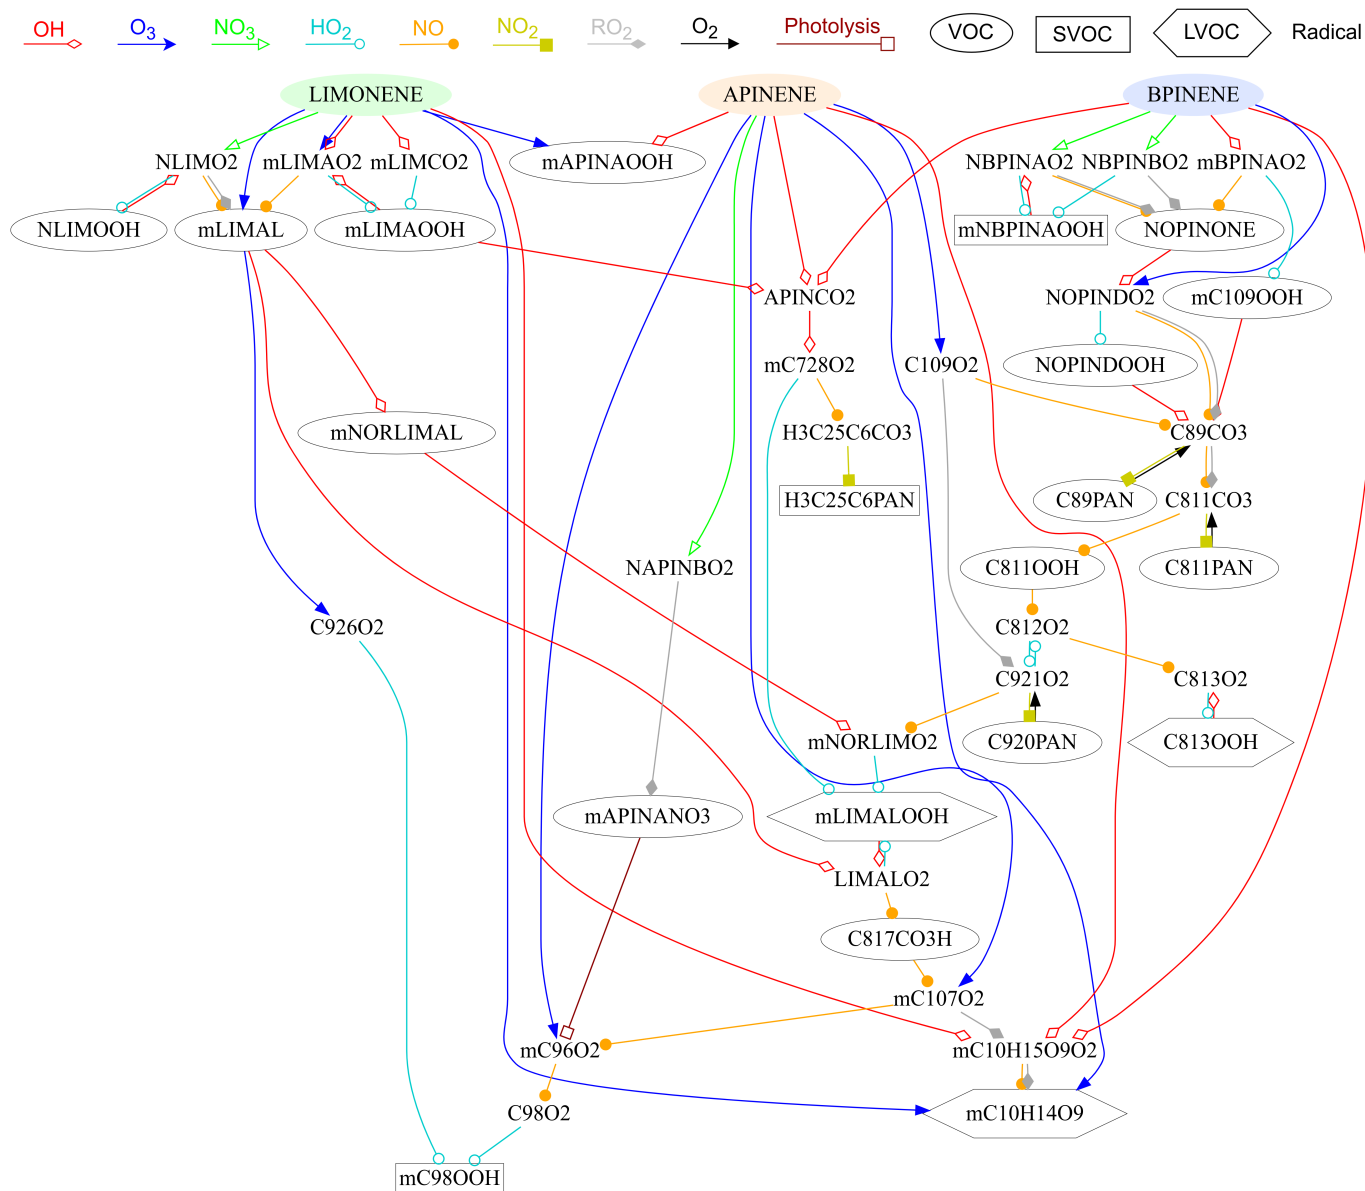 OH O₃ NO₃ HO₂ NO NO₂ RO₂ O₂ Photolysis VOC SVOC LVOC Radical
LIMONENE APINENE BPINENE
NLIMO2 mLIMAO2 mLIMCO2 mAPINAOOH NBPINAO2 NBPINBO2 mBPINAO2
NLIMOOH mLIMAL mLIMAOOH mNBPINAOOH NOPINONE
APINCO2 NOPINDO2 mC109OOH
mC728O2 C109O2 NOPINDOOH
mNORLIMAL H3C25C6CO3 C89CO3
H3C25C6PAN C89PAN C811CO3
NAPINBO2 C811OOH C811PAN
C926O2 C812O2
C921O2 C813O2
mNORLIMO2 C920PAN C813OOH
mAPINANO3 mLIMALOOH
LIMALO2
C817CO3H
mC107O2
mC96O2 mC10H15O9O2
C98O2 mC10H14O9
mC98OOH